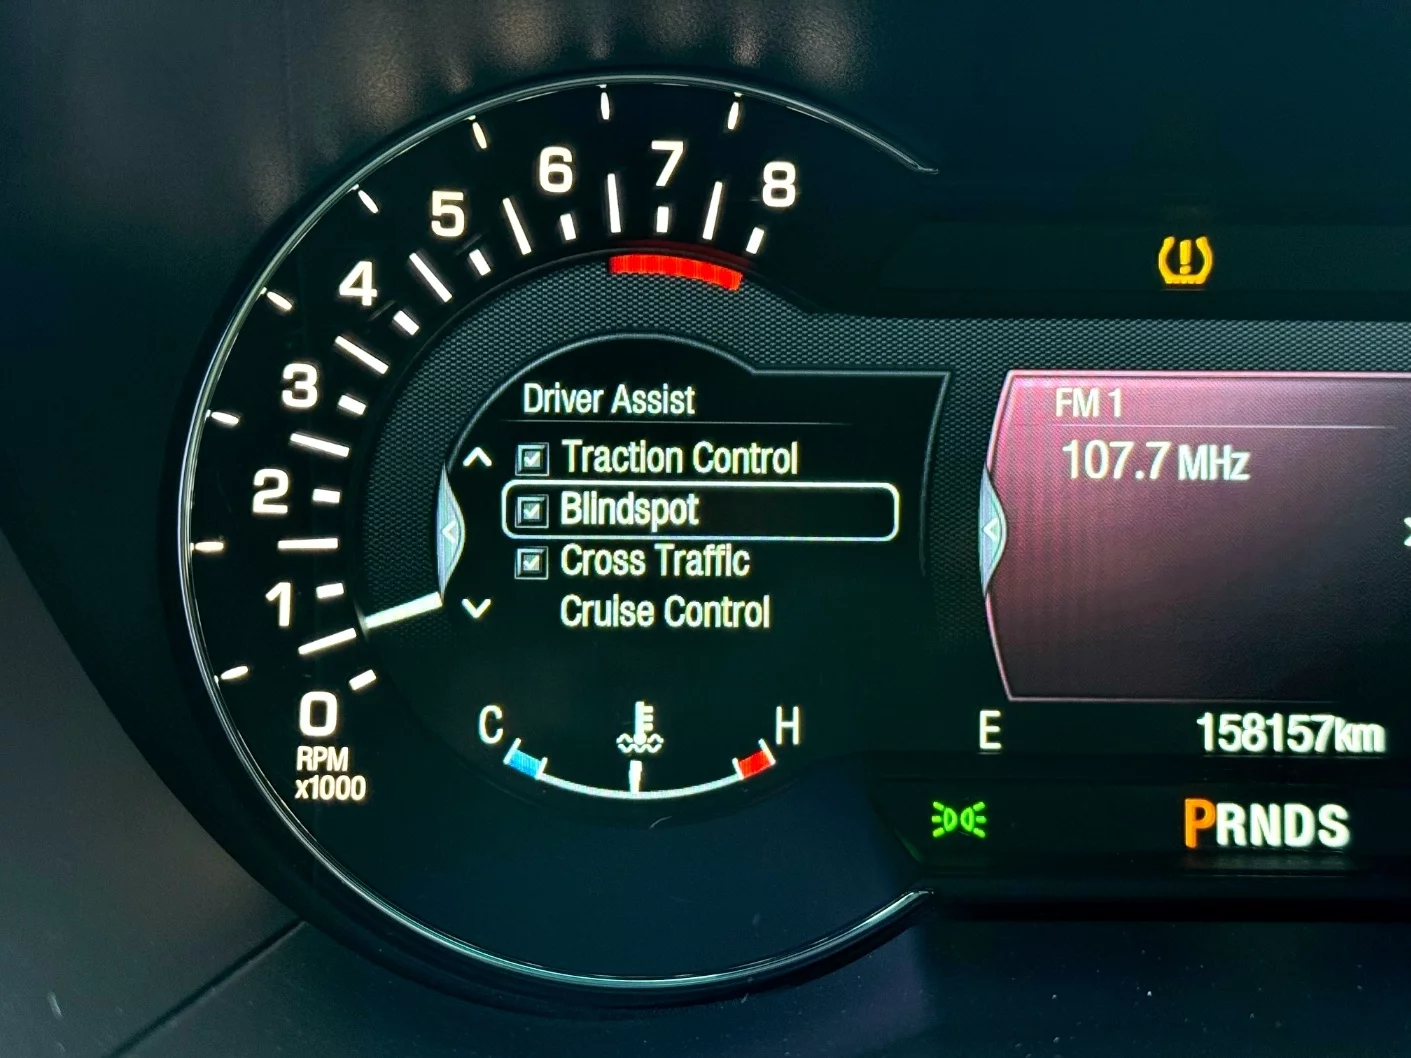 8
7
6
5
4
3
2
1
0
RPM
x1000
Driver Assist
Traction Control
Blindspot
Cross Traffic
Cruise Control
C
H
FM 1
107.7 MHz
E
158157km
PRNDS